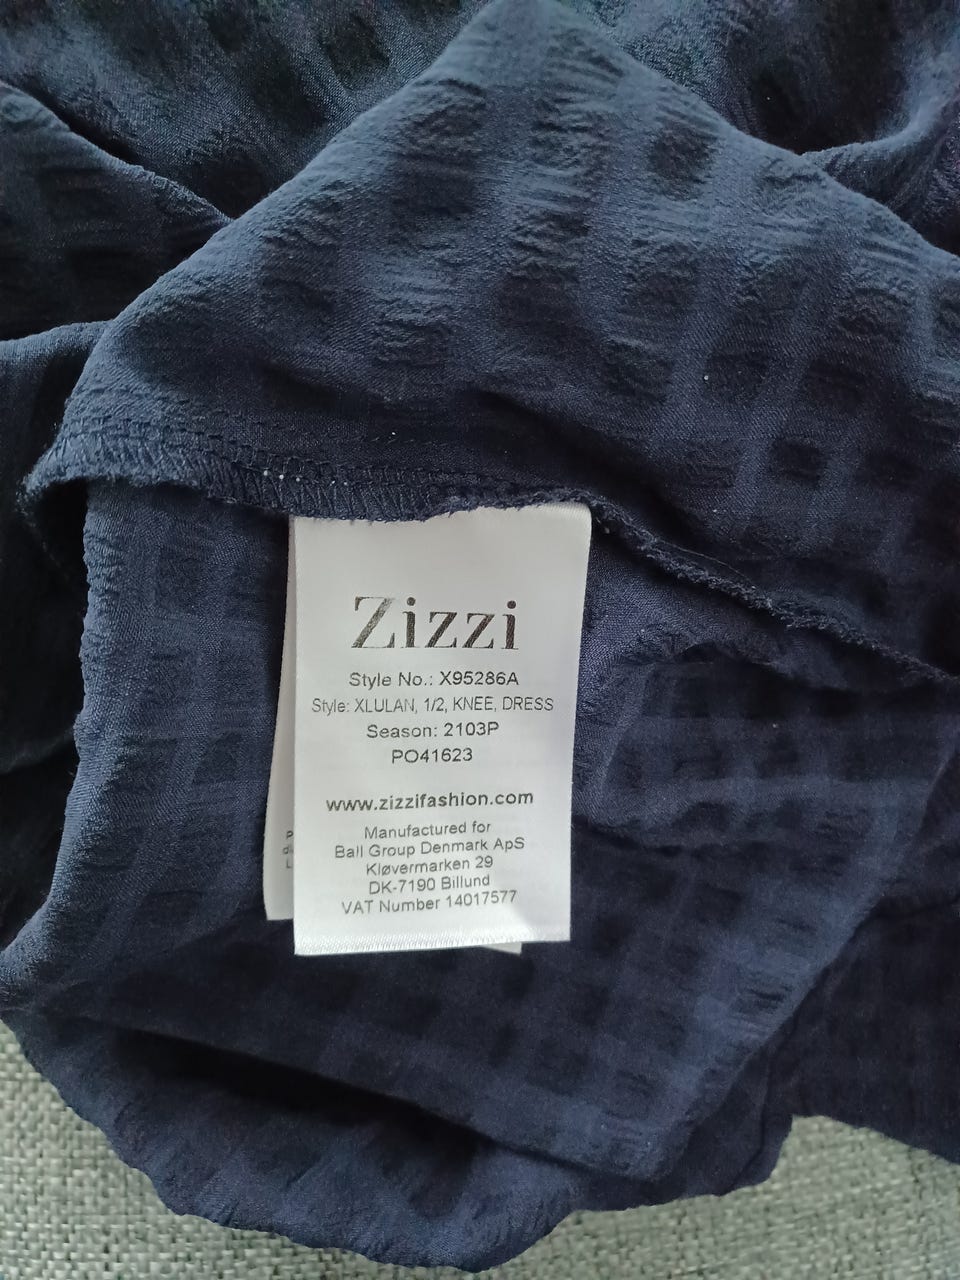 Zizzi
Style No.: X95286A
Style: XLULAN, 1/2, KNEE, DRESS
Season: 2103P
PO41623
www.zizzifashion.com
Manufactured for
Ball Group Denmark ApS
Kløvermarken 29
DK-7190 Billund
VAT Number 14017577